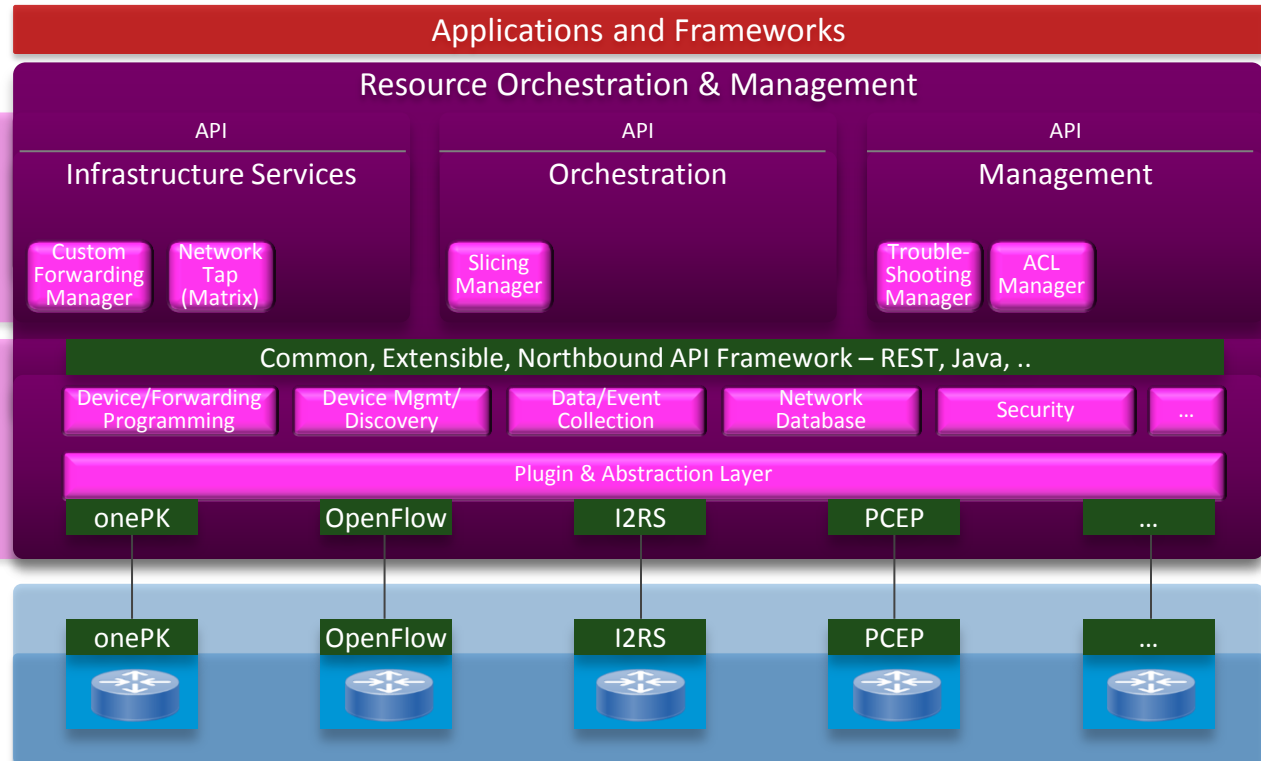 Applications and Frameworks
Resource Orchestration & Management
API
Infrastructure Services
Custom
Forwarding
Manager
Network
Tap
(Matrix)
API
Orchestration
Slicing
Manager
API
Management
Trouble-
Shooting
Manager
ACL
Manager
Common, Extensible, Northbound API Framework – REST, Java, ..
Device/Forwarding
Programming
Device Mgmt/
Discovery
Data/Event
Collection
Network
Database
Security
...
Plugin & Abstraction Layer
onePK
OpenFlow
I2RS
PCEP
...
onePK
OpenFlow
I2RS
PCEP
...